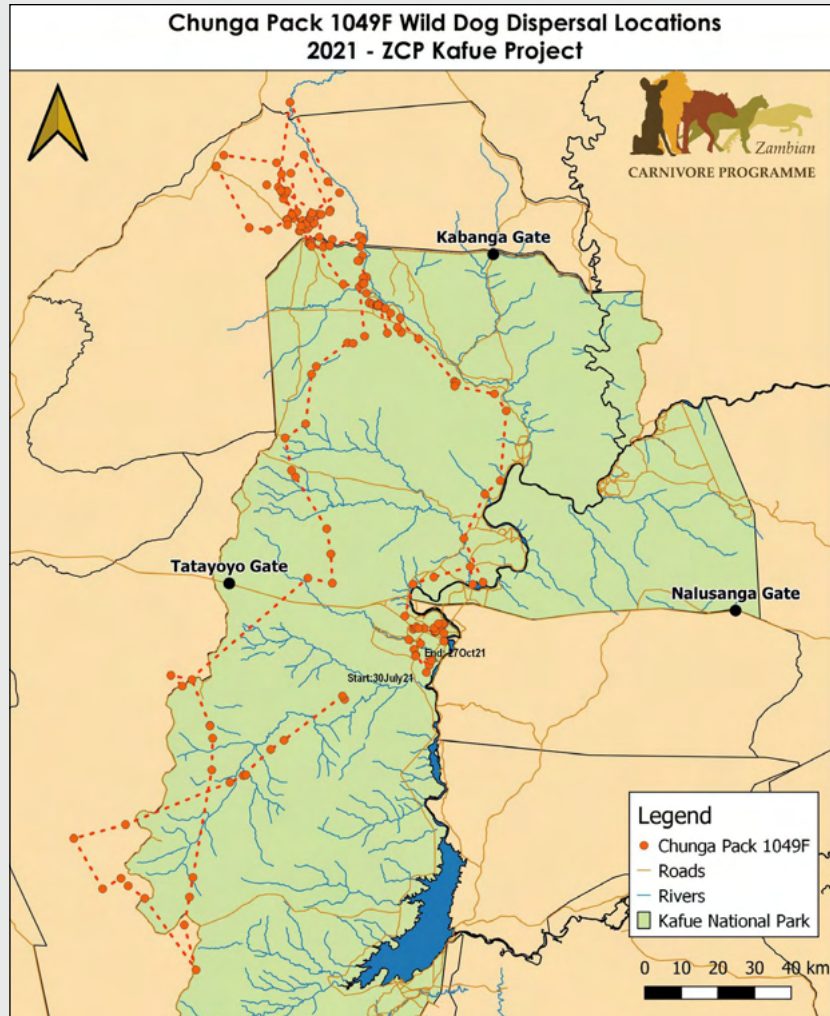 Chunga Pack 1049F Wild Dog Dispersal Locations
2021 - ZCP Kafue Project
Zambian
CARNIVORE PROGRAMME
Kabanga Gate
Tatayoyo Gate
Nalusanga Gate
End: 27Oct21
Start:30July21
Legend
Chunga Pack 1049F
Roads
Rivers
Kafue National Park
0 10 20 30 40 km